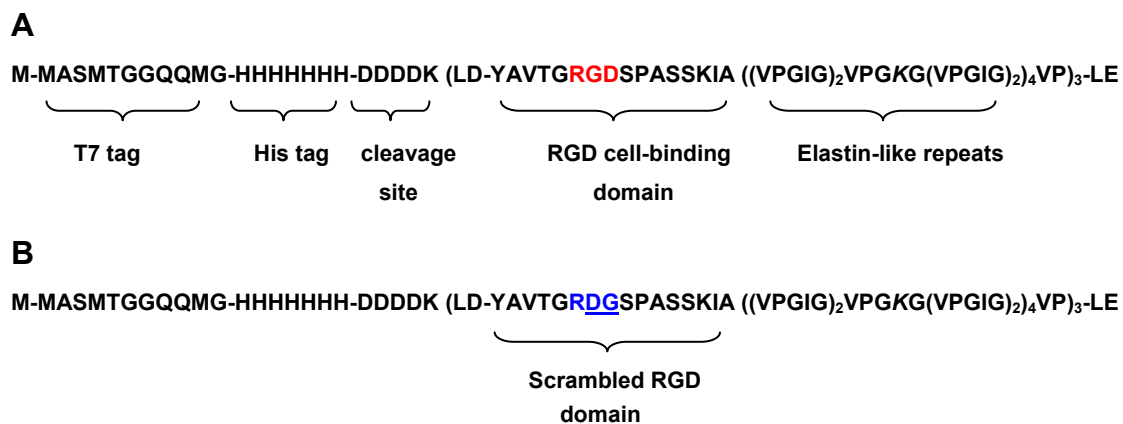 A
M-MASMTGGQQMG-HHHHHHH-DDDDK (LD-YAVTGRGDSPASSKIA ((VPGIG)₂VPGKG(VPGIG)₂)₄VP)₃-LE
T7 tag His tag cleavage site RGD cell-binding domain Elastin-like repeats
B
M-MASMTGGQQMG-HHHHHHH-DDDDK (LD-YAVTGRDGSPASSKIA ((VPGIG)₂VPGKG(VPGIG)₂)₄VP)₃-LE
Scrambled RGD
domain